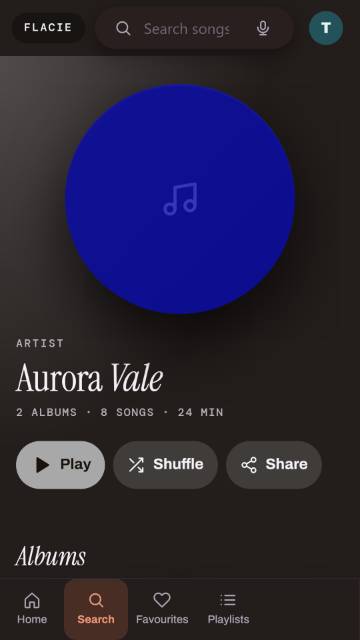 FLACIE
Search songs
T
ARTIST
Aurora Vale
2 ALBUMS · 8 SONGS · 24 MIN
Play
Shuffle
Share
Albums
Home
Search
Favourites
Playlists